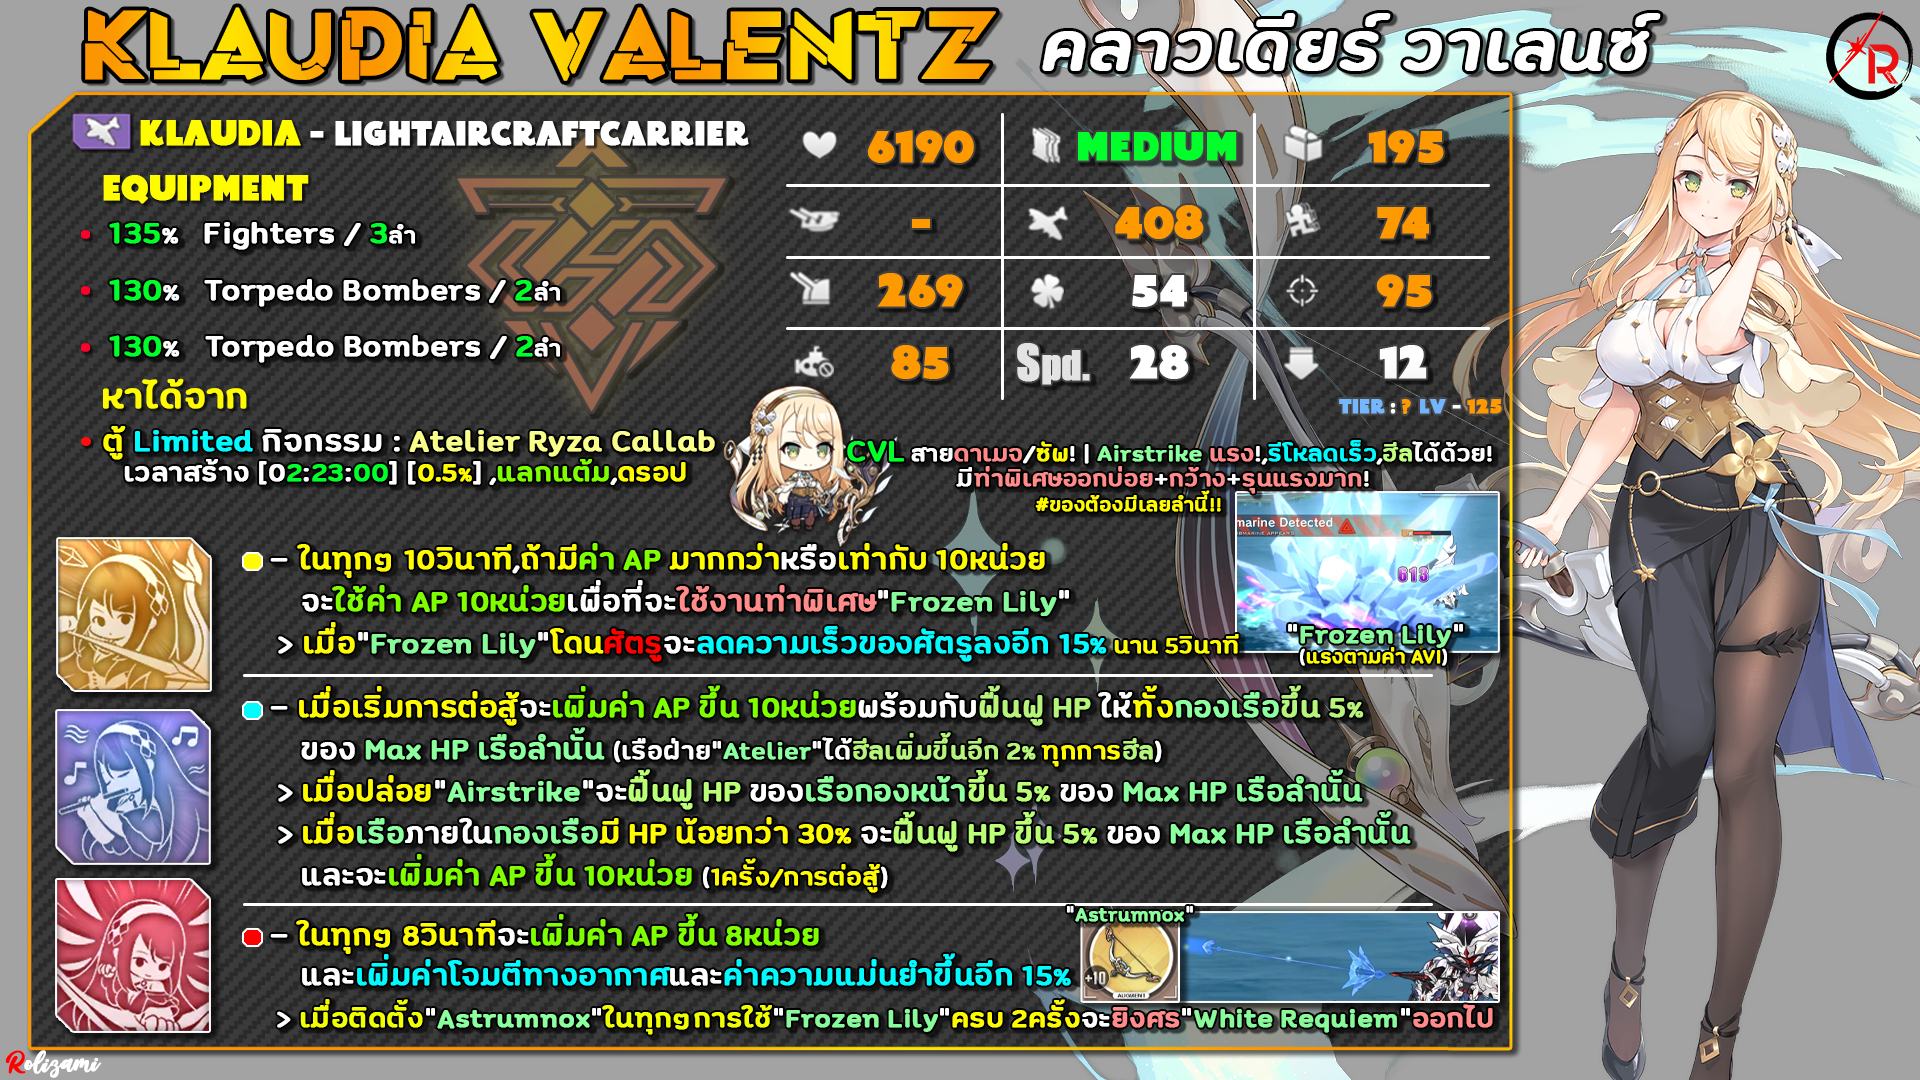 KLAUDIA VALENTZ คลาวเดียร์ วาเลนซ์
R
KLAUDIA - LIGHTAIRCRAFTCARRIER
EQUIPMENT
135% Fighters / 3ลำ
130% Torpedo Bombers / 2ลำ
130% Torpedo Bombers / 2ลำ
หาได้จาก
ตู้ Limited กิจกรรม : Atelier Ryza Callab
เวลาสร้าง [02:23:00] [0.5%] ,แลกแต้ม,ดรอป
6190 MEDIUM 195
- 408 74
269 54 95
85 Spd. 28 12
TIER : ? LV - 125
CVL สายดาเมจ/ซัพ! | Airstrike แรง!,รีโหลดเร็ว,ฮีลได้ด้วย!
มีท่าพิเศษออกบ่อย+กว้าง+รุนแรงมาก!
#ของต้องมีเลยลำนี้!!
marine Detected
613
"Frozen Lily"
(แรงตามค่า AVI)
– ในทุกๆ 10วินาที,ถ้ามีค่า AP มากกว่าหรือเท่ากับ 10หน่วย
จะใช้ค่า AP 10หน่วยเพื่อที่จะใช้งานท่าพิเศษ"Frozen Lily"
> เมื่อ"Frozen Lily"โดนศัตรูจะลดความเร็วของศัตรูลงอีก 15% นาน 5วินาที
– เมื่อเริ่มการต่อสู้จะเพิ่มค่า AP ขึ้น 10หน่วยพร้อมกับฟื้นฟู HP ให้ทั้งกองเรือขึ้น 5%
ของ Max HP เรือลำนั้น (เรือฝ่าย"Atelier"ได้ฮีลเพิ่มขึ้นอีก 2% ทุกการฮีล)
> เมื่อปล่อย"Airstrike"จะฟื้นฟู HP ของเรือกองหน้าขึ้น 5% ของ Max HP เรือลำนั้น
> เมื่อเรือภายในกองเรือมี HP น้อยกว่า 30% จะฟื้นฟู HP ขึ้น 5% ของ Max HP เรือลำนั้น
และจะเพิ่มค่า AP ขึ้น 10หน่วย (1ครั้ง/การต่อสู้)
– ในทุกๆ 8วินาทีจะเพิ่มค่า AP ขึ้น 8หน่วย
และเพิ่มค่าโจมตีทางอากาศและค่าความแม่นยำขึ้นอีก 15%
"Astrumnox"
+10
AUGMENT
> เมื่อติดตั้ง"Astrumnox"ในทุกๆการใช้"Frozen Lily"ครบ 2ครั้งจะยิงศร"White Requiem"ออกไป
Rolizami